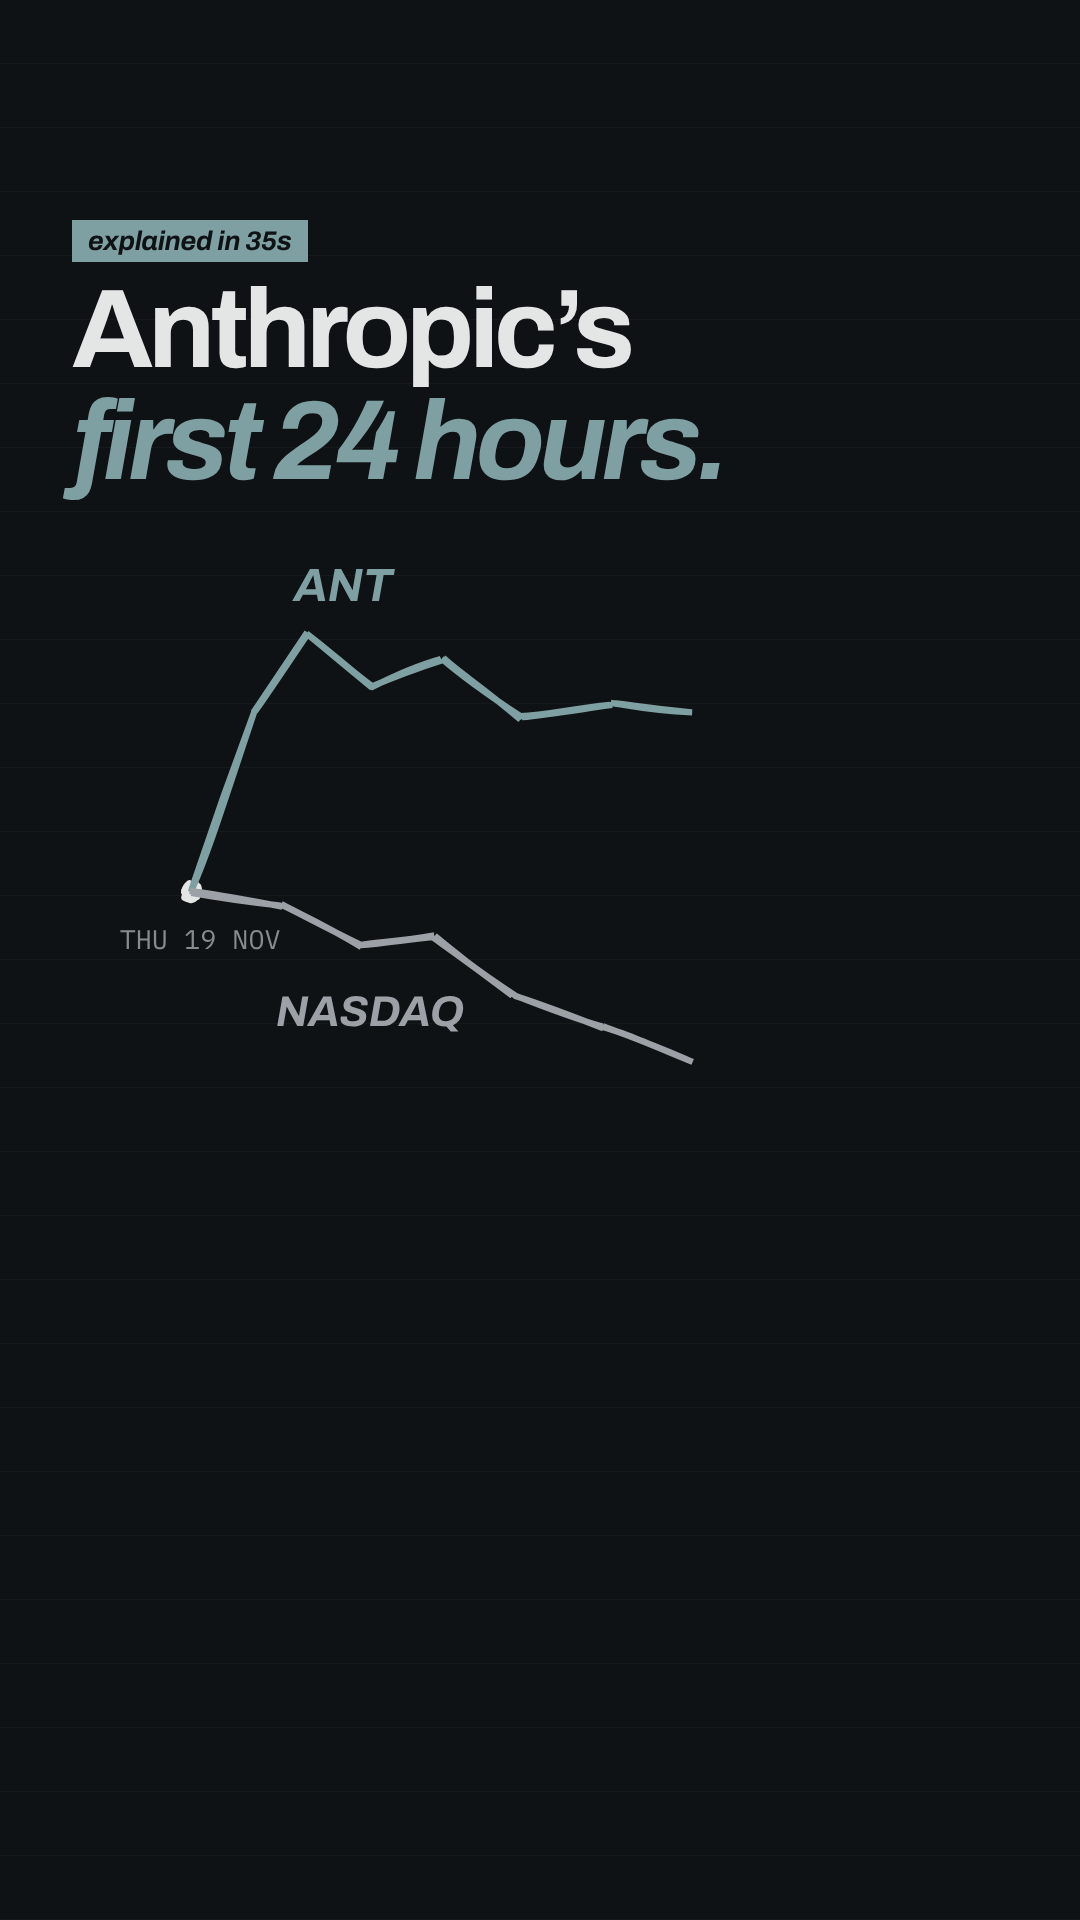 explained in 35s
Anthropic’s
first 24 hours.
ANT
THU 19 NOV
NASDAQ